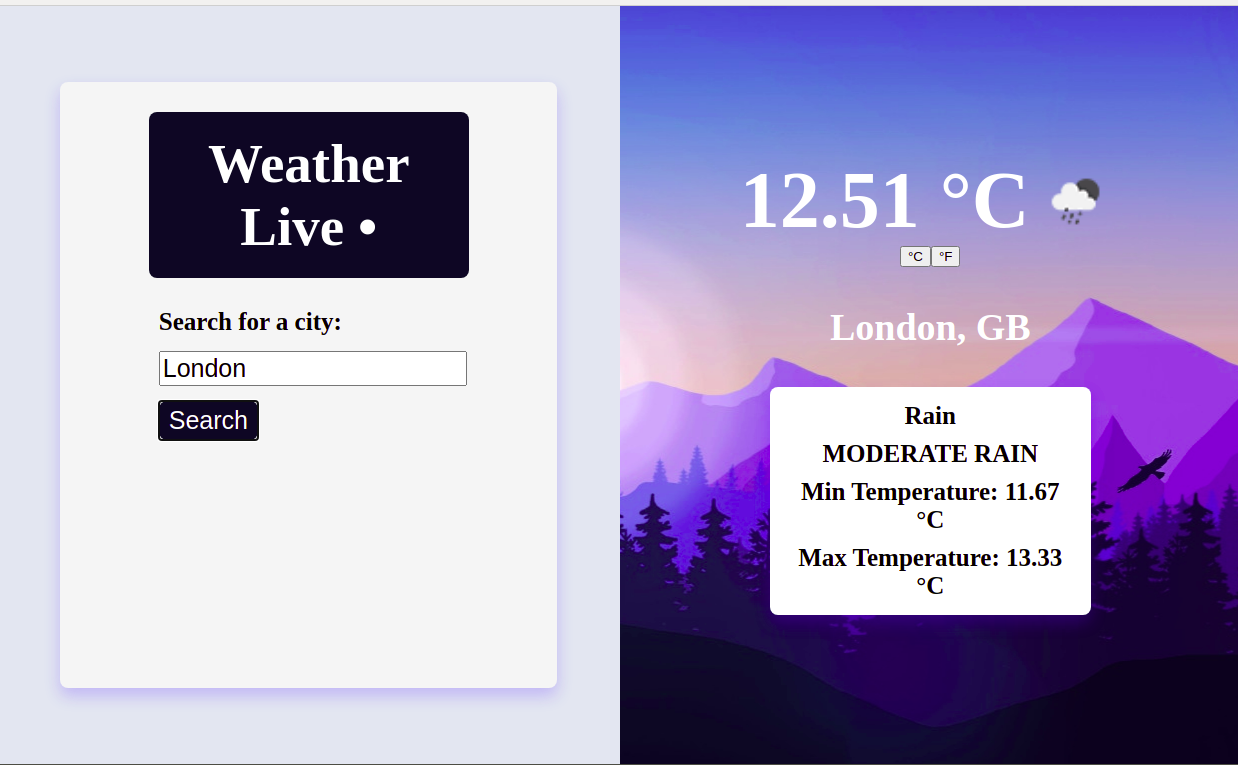 Weather
Live •
Search for a city:
London
Search
12.51 °C
°C °F
London, GB
Rain
MODERATE RAIN
Min Temperature: 11.67
°C
Max Temperature: 13.33
°C